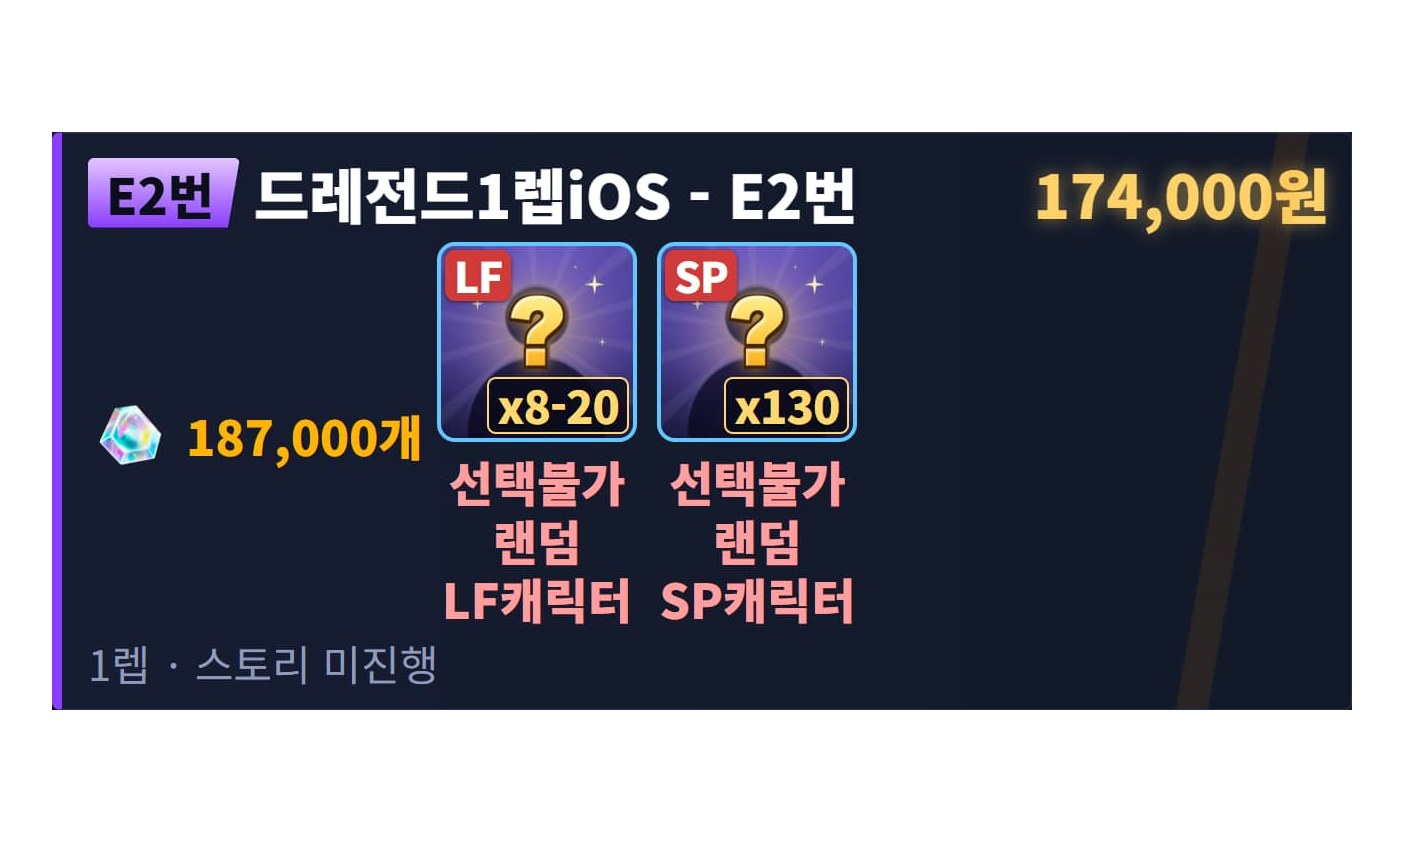 E2번 드레전드1렙iOS - E2번 174,000원
LF SP
? ?
x8-20 x130
187,000개
선택불가 선택불가
랜덤 랜덤
LF캐릭터 SP캐릭터
1렙 · 스토리 미진행